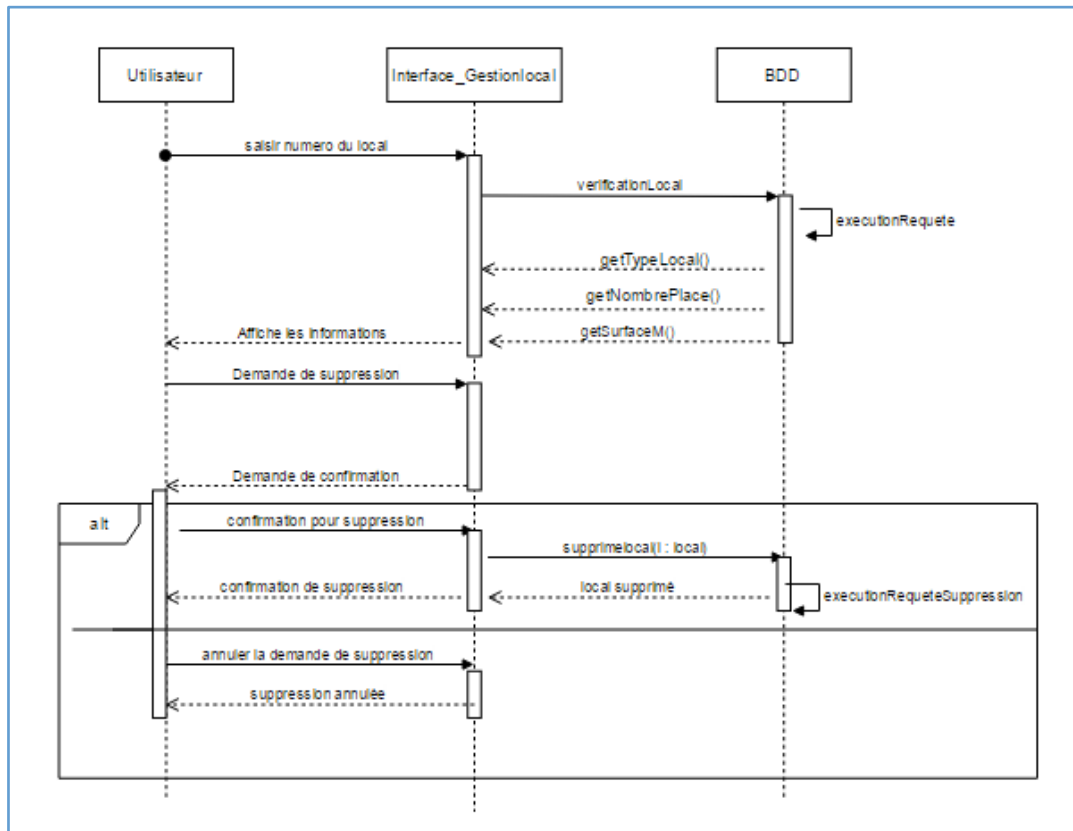 Utilisateur
Interface_Gestionlocal
BDD
saisir numero du local
verificationLocal
executionRequete
getTypeLocal()
getNombrePlace()
getSurfaceM()
Affiche les informations
Demande de suppression
Demande de confirmation
alt
confirmation pour suppression
supprimelocal(l : local)
confirmation de suppression
local supprimé
executionRequeteSuppression
annuler la demande de suppression
suppression annulée